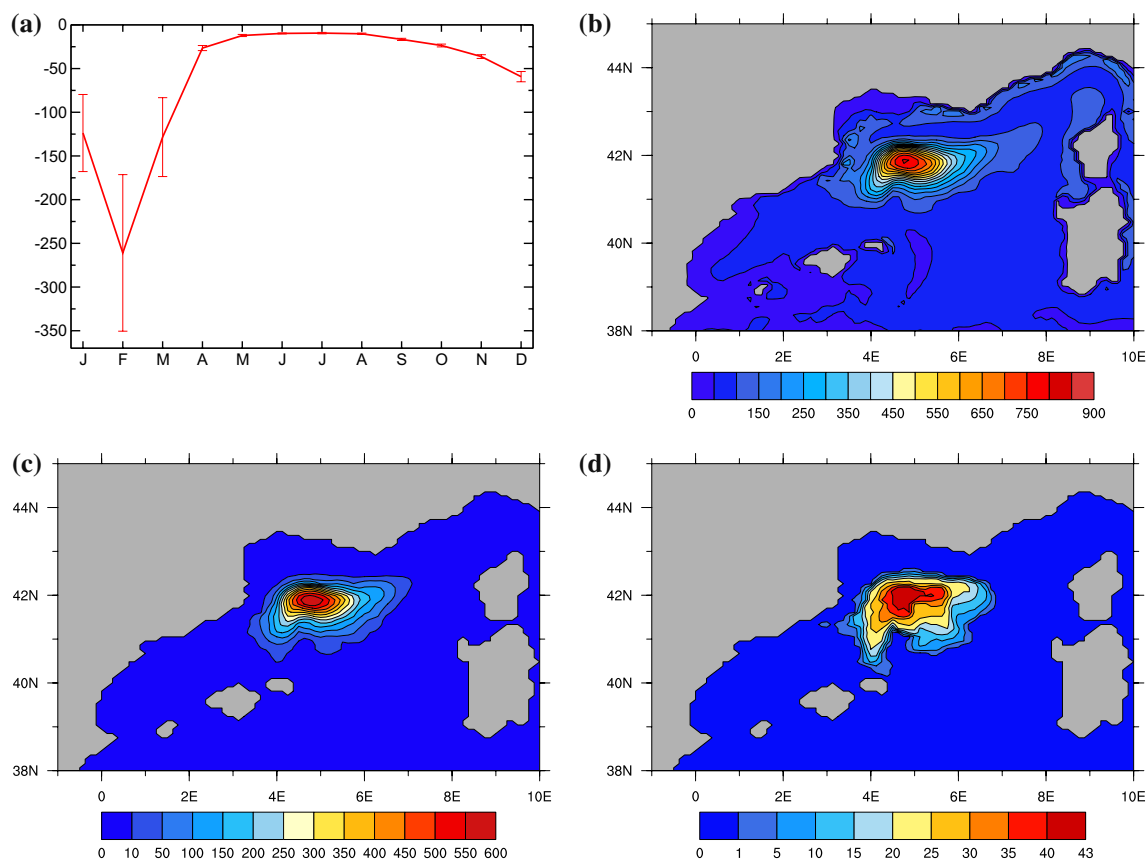 (a)
0
-50
-100
-150
-200
-250
-300
-350
J F M A M J J A S O N D
(b)
44N
42N
40N
38N
0 2E 4E 6E 8E 10E
0 150 250 350 450 550 650 750 900
(c)
44N
42N
40N
38N
0 2E 4E 6E 8E 10E
0 10 50 100 150 200 250 300 350 400 450 500 550 600
(d)
44N
42N
40N
38N
0 2E 4E 6E 8E 10E
0 1 5 10 15 20 25 30 35 40 43